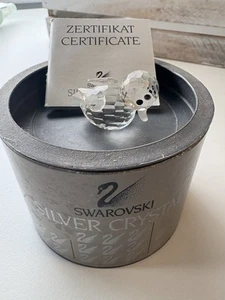 ZERTIFIKAT
CERTIFICATE
SWAROVSKI
SILVER CRYSTAL